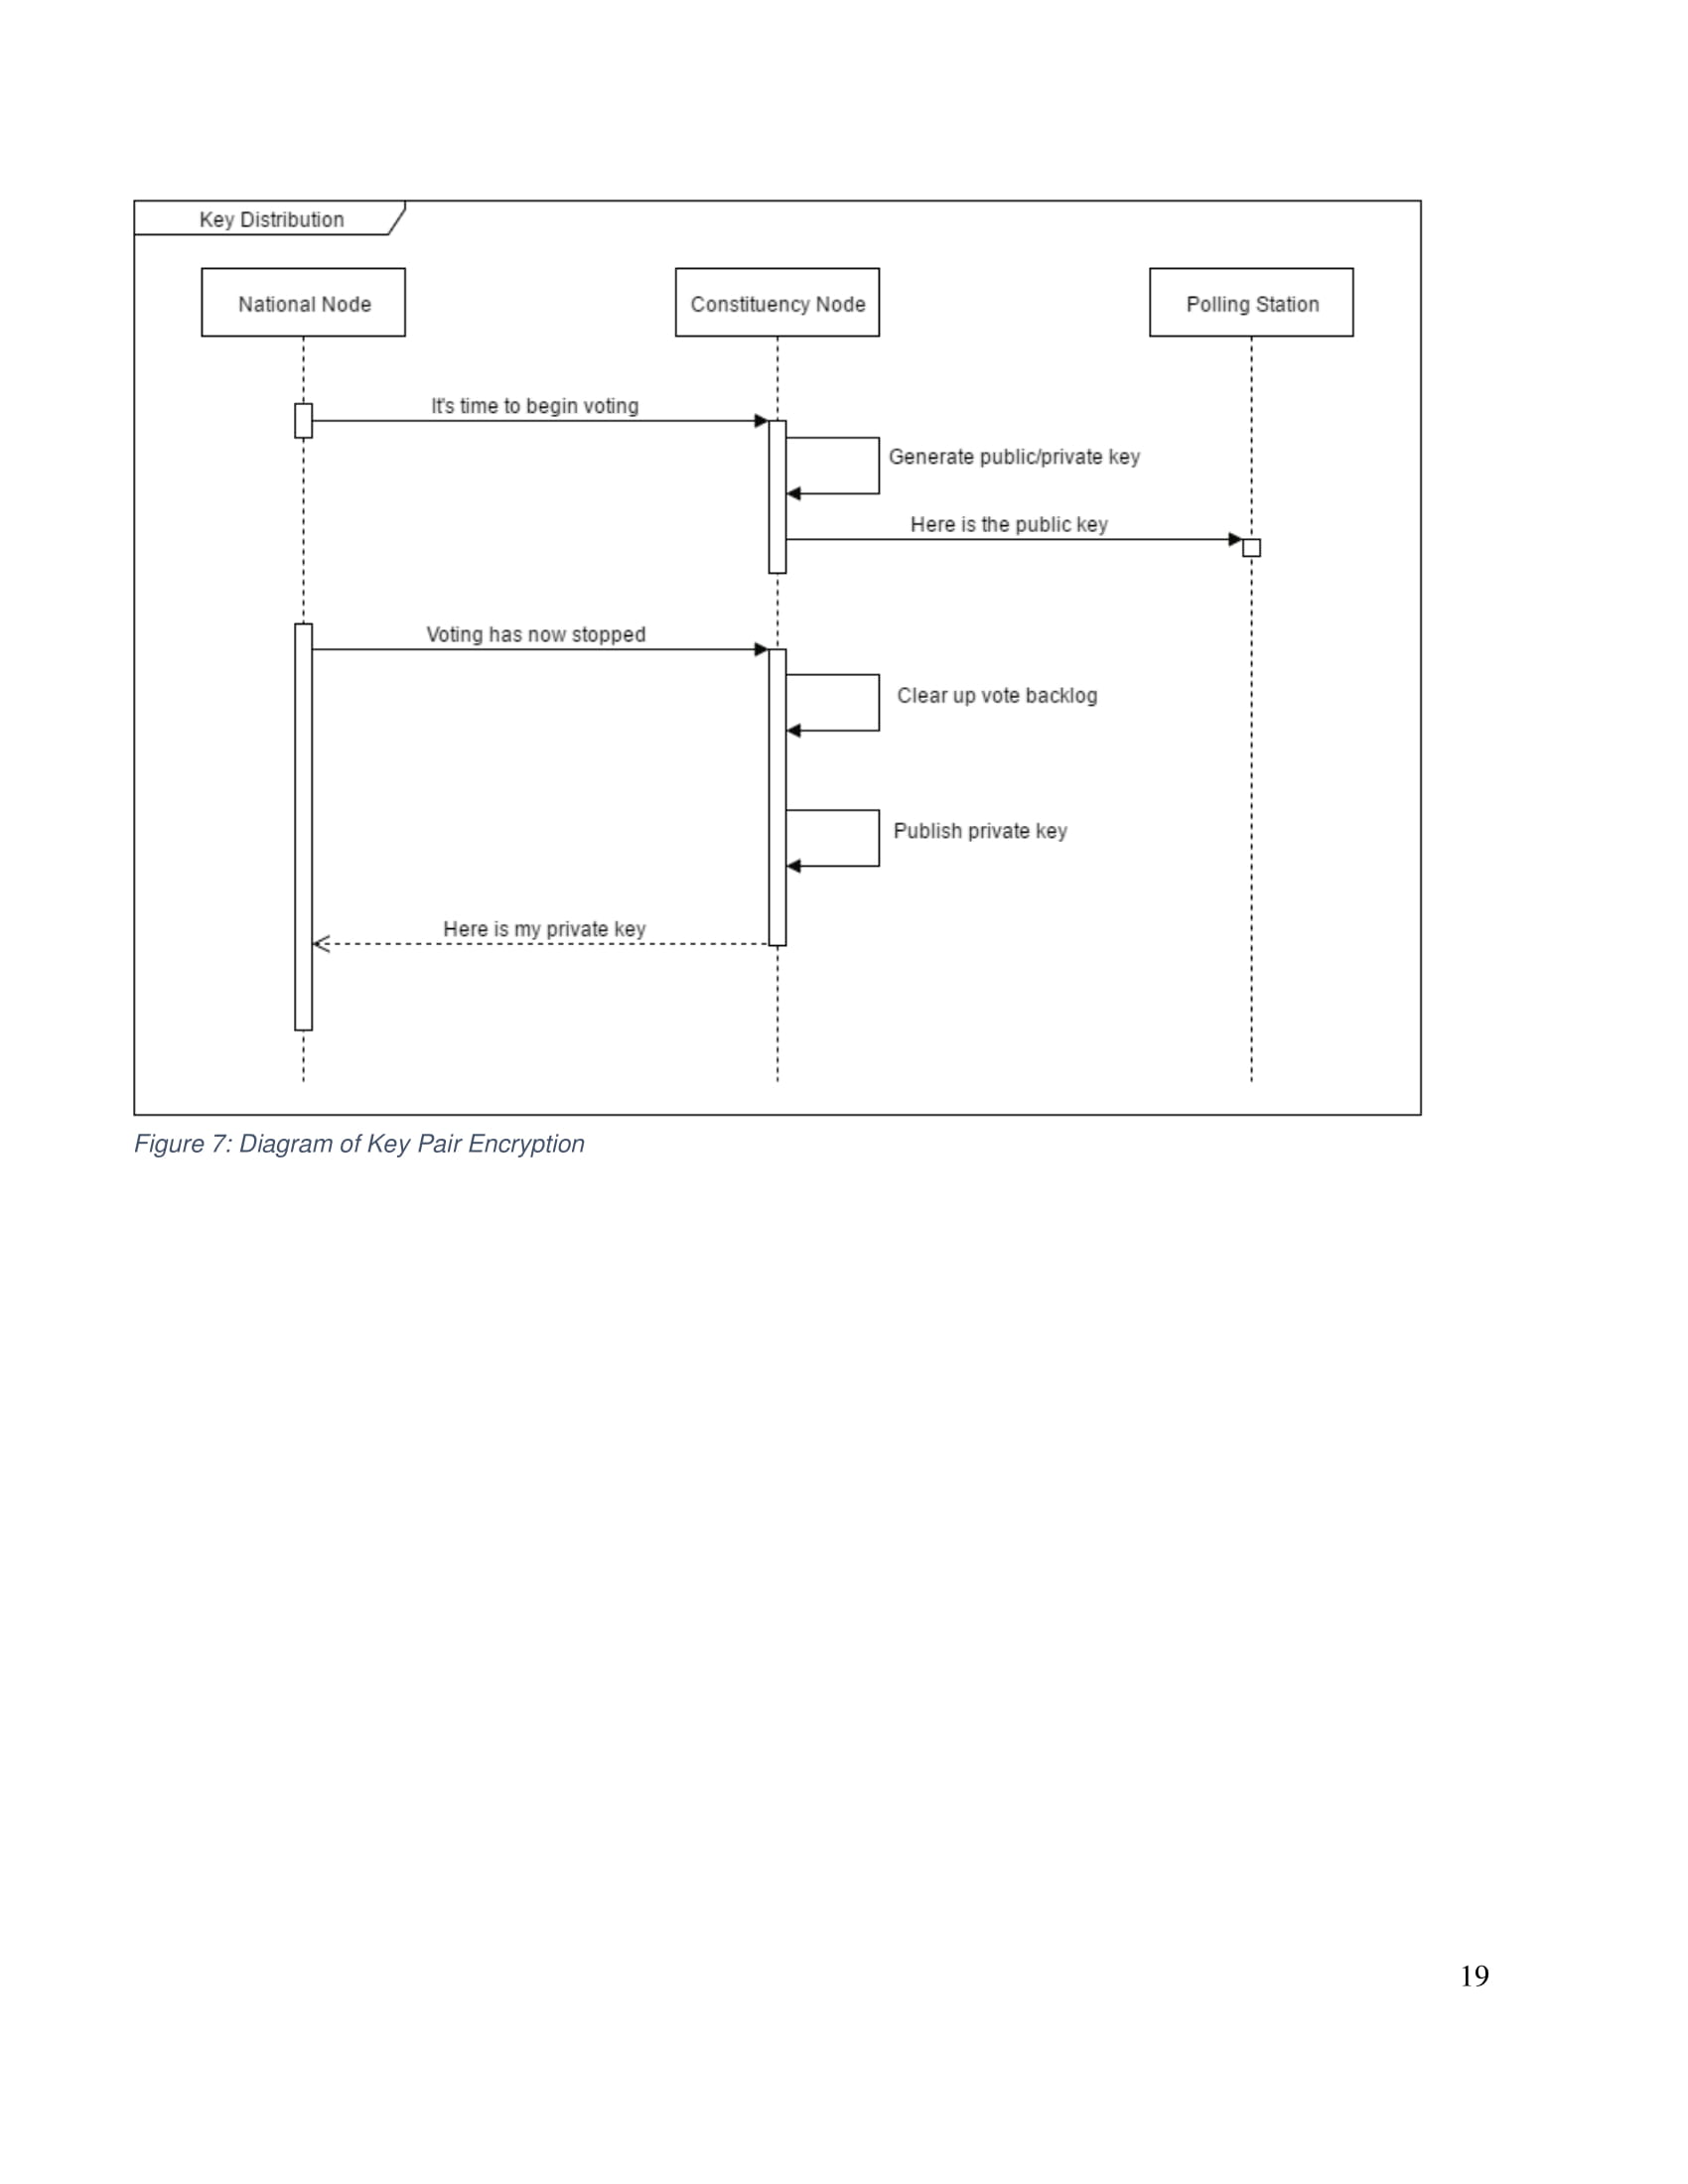 Key Distribution
National Node
Constituency Node
Polling Station
It's time to begin voting
Generate public/private key
Here is the public key
Voting has now stopped
Clear up vote backlog
Publish private key
Here is my private key
Figure 7: Diagram of Key Pair Encryption
19